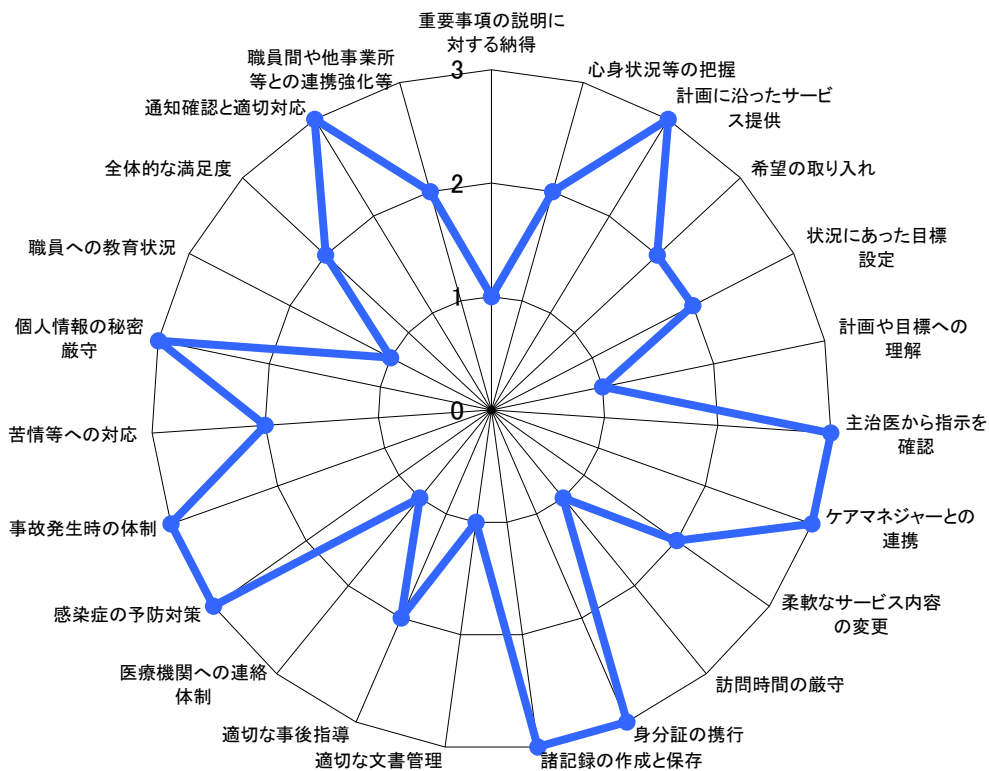 重要事項の説明に
対する納得
心身状況等の把握
計画に沿ったサービ
ス提供
希望の取り入れ
状況にあった目標
設定
計画や目標への
理解
主治医から指示を
確認
ケアマネジャーとの
連携
柔軟なサービス内容
の変更
訪問時間の厳守
身分証の携行
諸記録の作成と保存
適切な文書管理
適切な事後指導
医療機関への連絡
体制
感染症の予防対策
事故発生時の体制
苦情等への対応
個人情報の秘密
厳守
職員への教育状況
全体的な満足度
通知確認と適切対応
職員間や他事業所
等との連携強化等
3
2
1
0